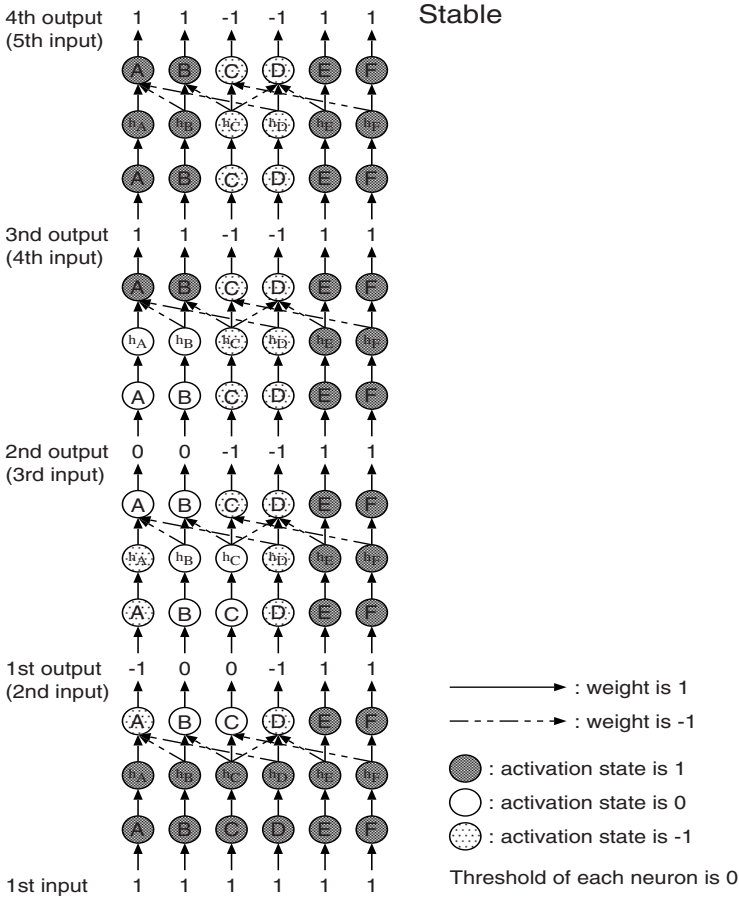 4th output 1 1 -1 -1 1 1 Stable
(5th input)
A B C D E F
hA hB hC hD hE hF
A B C D E F
3nd output 1 1 -1 -1 1 1
(4th input)
A B C D E F
hA hB hC hD hE hF
A B C D E F
2nd output 0 0 -1 -1 1 1
(3rd input)
A B C D E F
hA hB hC hD hE hF
A B C D E F
1st output -1 0 0 -1 1 1
(2nd input)
A B C D E F
hA hB hC hD hE hF
A B C D E F
1st input 1 1 1 1 1 1
: weight is 1
: weight is -1
: activation state is 1
: activation state is 0
: activation state is -1
Threshold of each neuron is 0